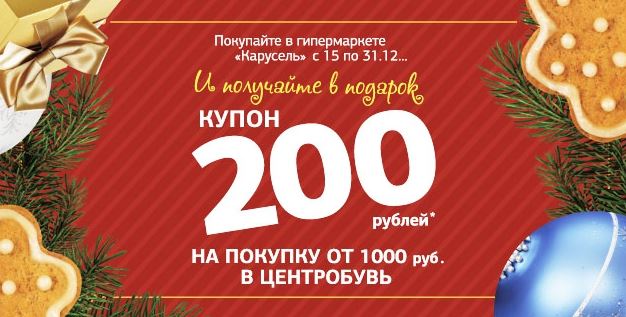 Покупайте в гипермаркете
«Карусель» с 15 по 31.12...
И получайте в подарок
КУПОН
200
рублей*
НА ПОКУПКУ ОТ 1000 руб.
В ЦЕНТРОБУВЬ